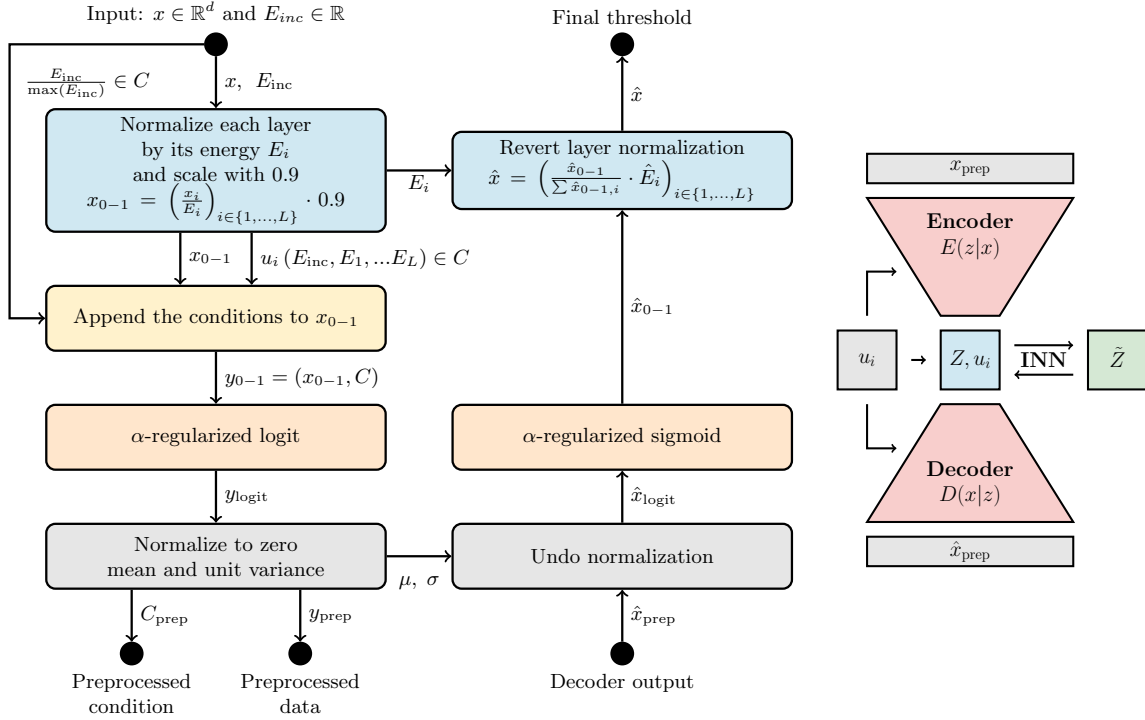 Input: x ∈ ℝ^d and E_inc ∈ ℝ
E_inc / max(E_inc) ∈ C
x, E_inc
Normalize each layer
by its energy E_i
and scale with 0.9
x_{0−1} = (x_i / E_i)_{i∈{1,...,L}} · 0.9
E_i
x_{0−1}
u_i (E_inc, E_1, ...E_L) ∈ C
Append the conditions to x_{0−1}
y_{0−1} = (x_{0−1}, C)
α-regularized logit
y_logit
Normalize to zero
mean and unit variance
μ, σ
C_prep
y_prep
Preprocessed
condition
Preprocessed
data
Final threshold
x̂
Revert layer normalization
x̂ = (x̂_{0−1} / ∑ x̂_{0−1,i} · Ê_i)_{i∈{1,...,L}}
x̂_{0−1}
α-regularized sigmoid
x̂_logit
Undo normalization
x̂_prep
Decoder output
x_prep
Encoder
E(z|x)
u_i
Z, u_i
INN
Z̃
Decoder
D(x|z)
x̂_prep